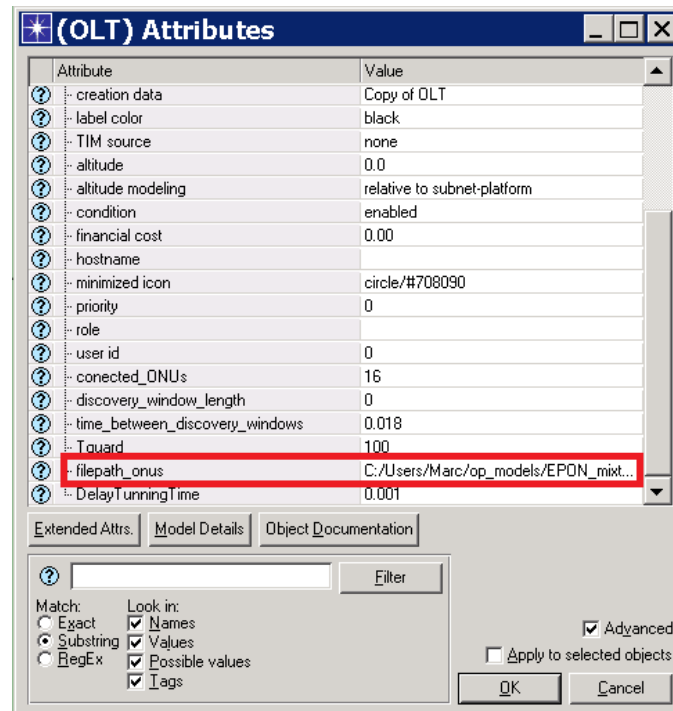 (OLT) Attributes
Attribute Value
creation data Copy of OLT
label color black
TIM source none
altitude 0.0
altitude modeling relative to subnet-platform
condition enabled
financial cost 0.00
hostname
minimized icon circle/#708090
priority 0
role
user id 0
conected_ONUs 16
discovery_window_length 0
time_between_discovery_windows 0.018
Tguard 100
filepath_onus C:/Users/Marc/op_models/EPON_mixt...
DelayTunningTime 0.001
Extended Attrs. Model Details Object Documentation
Filter
Match: Look in:
Exact Names
Substring Values
RegEx Possible values
Tags
Advanced
Apply to selected objects
OK Cancel